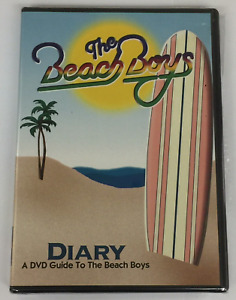 The
Beach Boys
DIARY
A DVD Guide To The Beach Boys